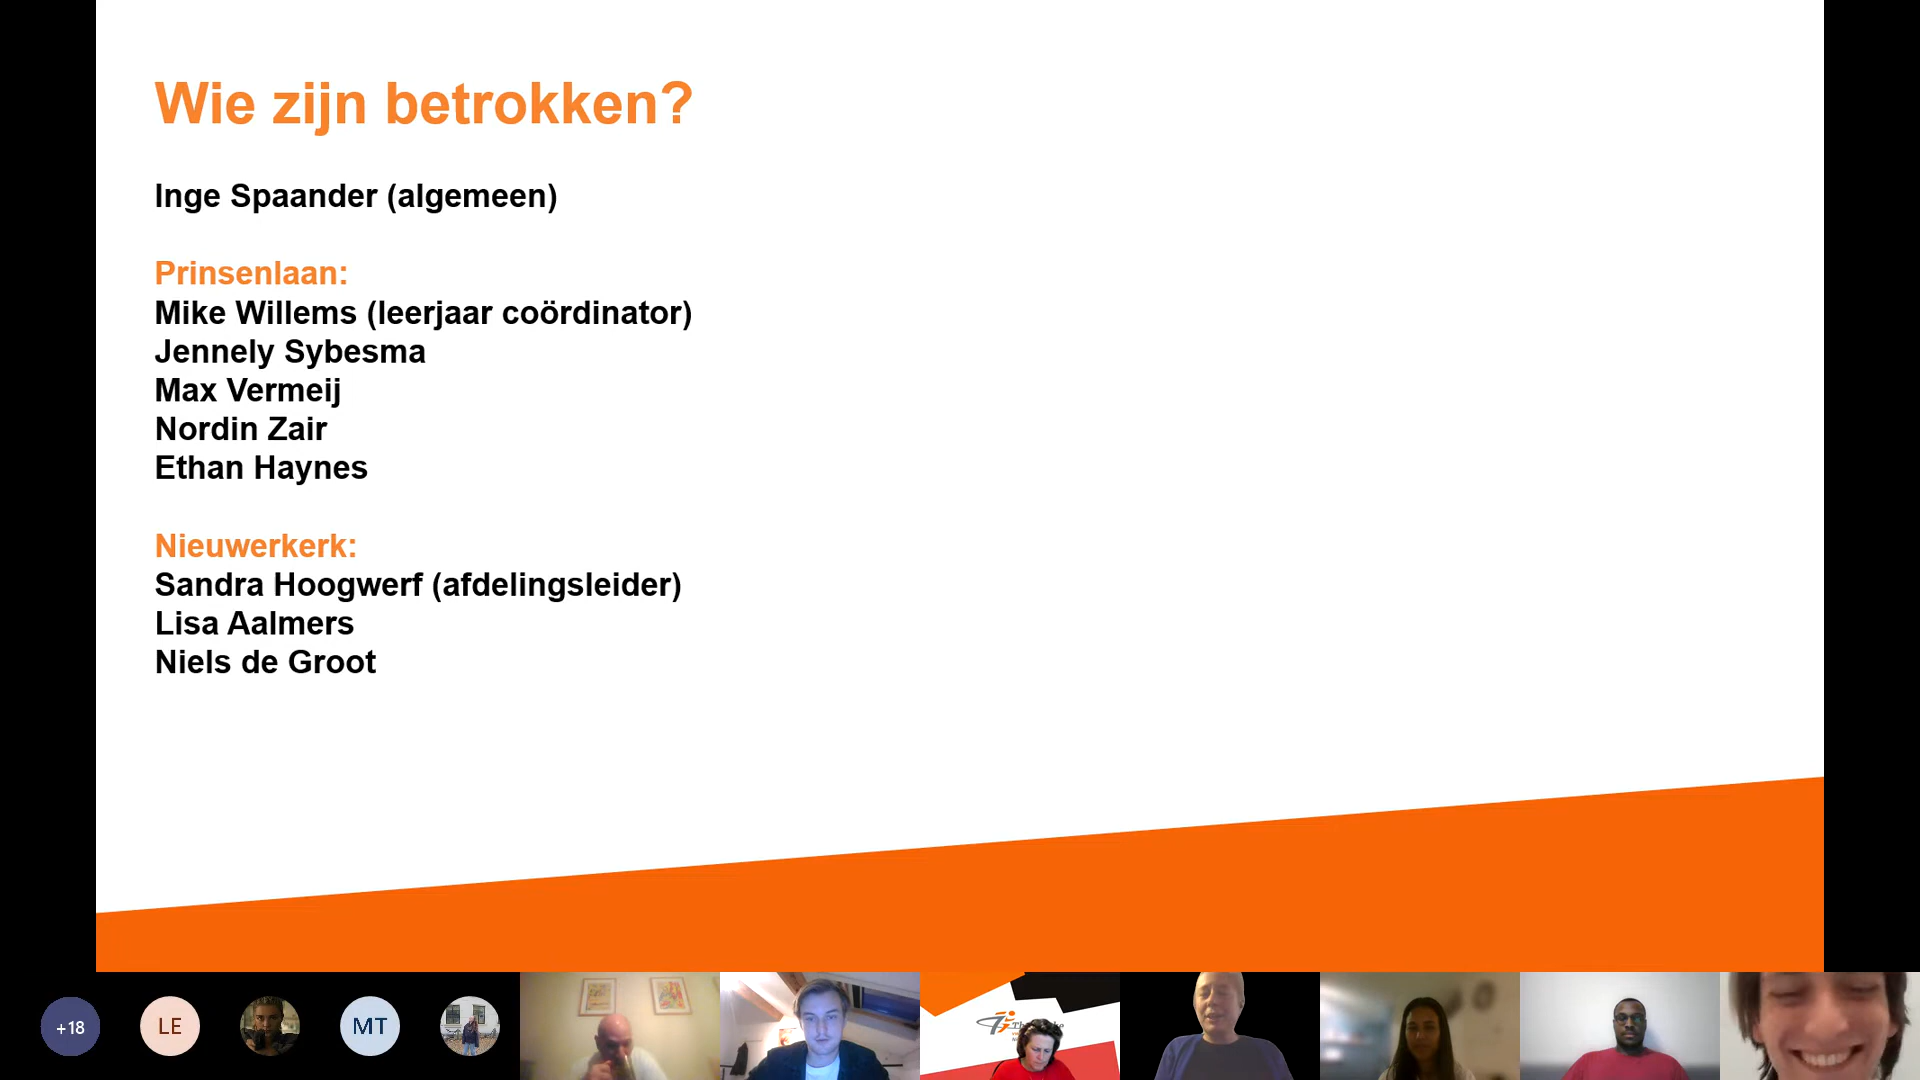 Wie zijn betrokken?
Inge Spaander (algemeen)
Prinsenlaan:
Mike Willems (leerjaar coördinator)
Jennely Sybesma
Max Vermeij
Nordin Zair
Ethan Haynes
Nieuwerkerk:
Sandra Hoogwerf (afdelingsleider)
Lisa Aalmers
Niels de Groot
+18
LE
MT